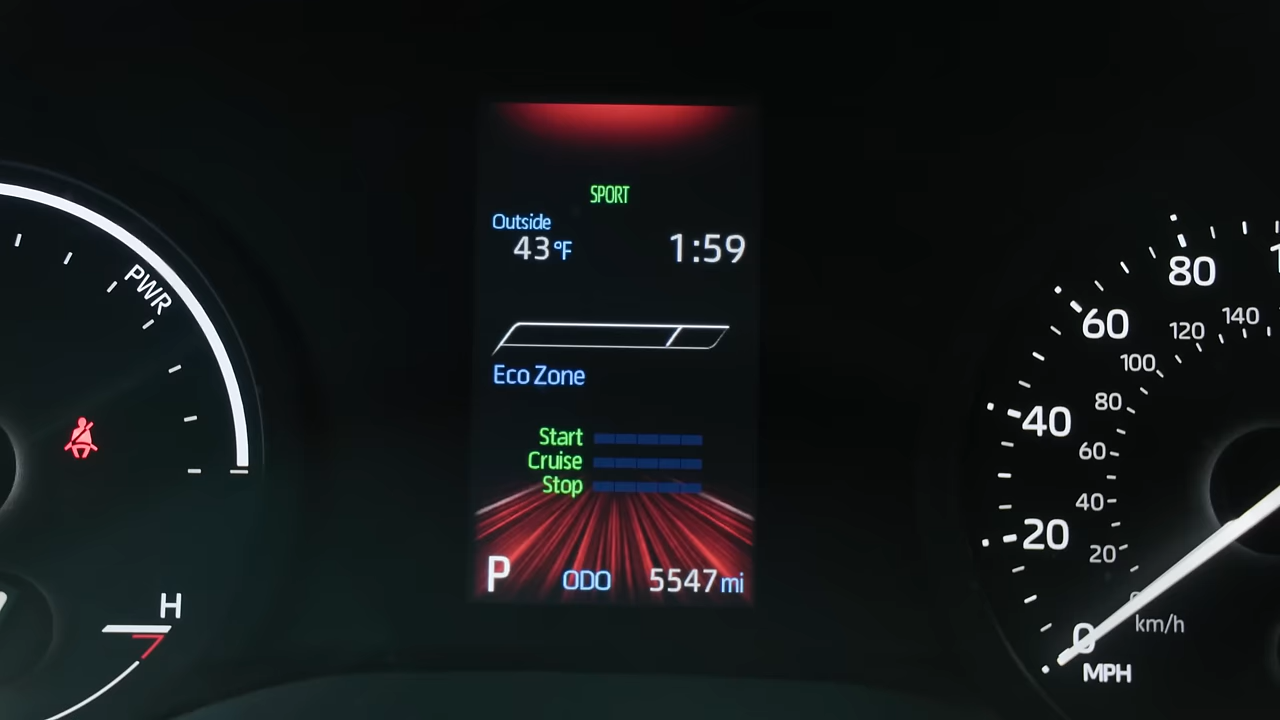 SPORT
Outside
43°F 1:59
Eco Zone
Start
Cruise
Stop
P ODO 5547 mi
PWR
H
80
60
40
20
0
MPH
140
120
100
80
60
40
20
km/h